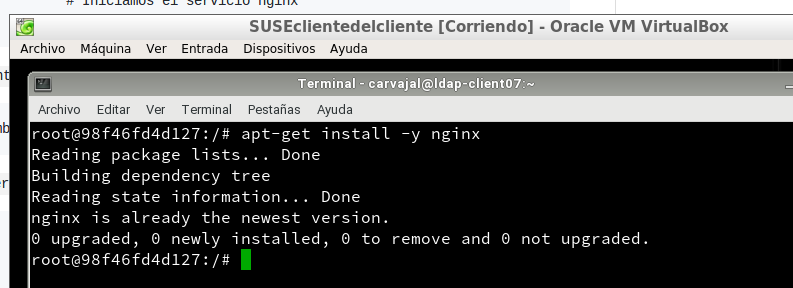 # Iniciamos el servicio nginx
SUSEclientedelcliente [Corriendo] - Oracle VM VirtualBox
Archivo Máquina Ver Entrada Dispositivos Ayuda
Terminal - carvajal@ldap-client07:~
Archivo Editar Ver Terminal Pestañas Ayuda
root@98f46fd4d127:/# apt-get install -y nginx
Reading package lists... Done
Building dependency tree
Reading state information... Done
nginx is already the newest version.
0 upgraded, 0 newly installed, 0 to remove and 0 not upgraded.
root@98f46fd4d127:/#